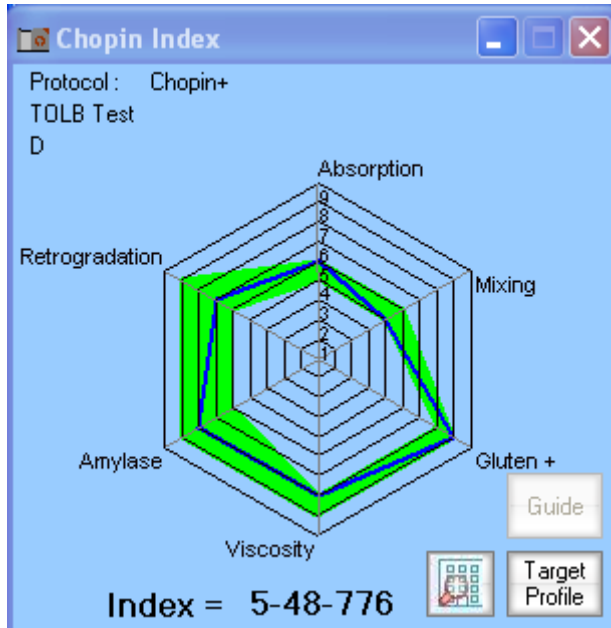 Chopin Index
Protocol :    Chopin+
TOLB Test
D
Absorption
9
8
7
6
5
4
3
2
1
Retrogradation
Mixing
Amylase
Gluten +
Viscosity
Guide
Target
Profile
Index =  5-48-776